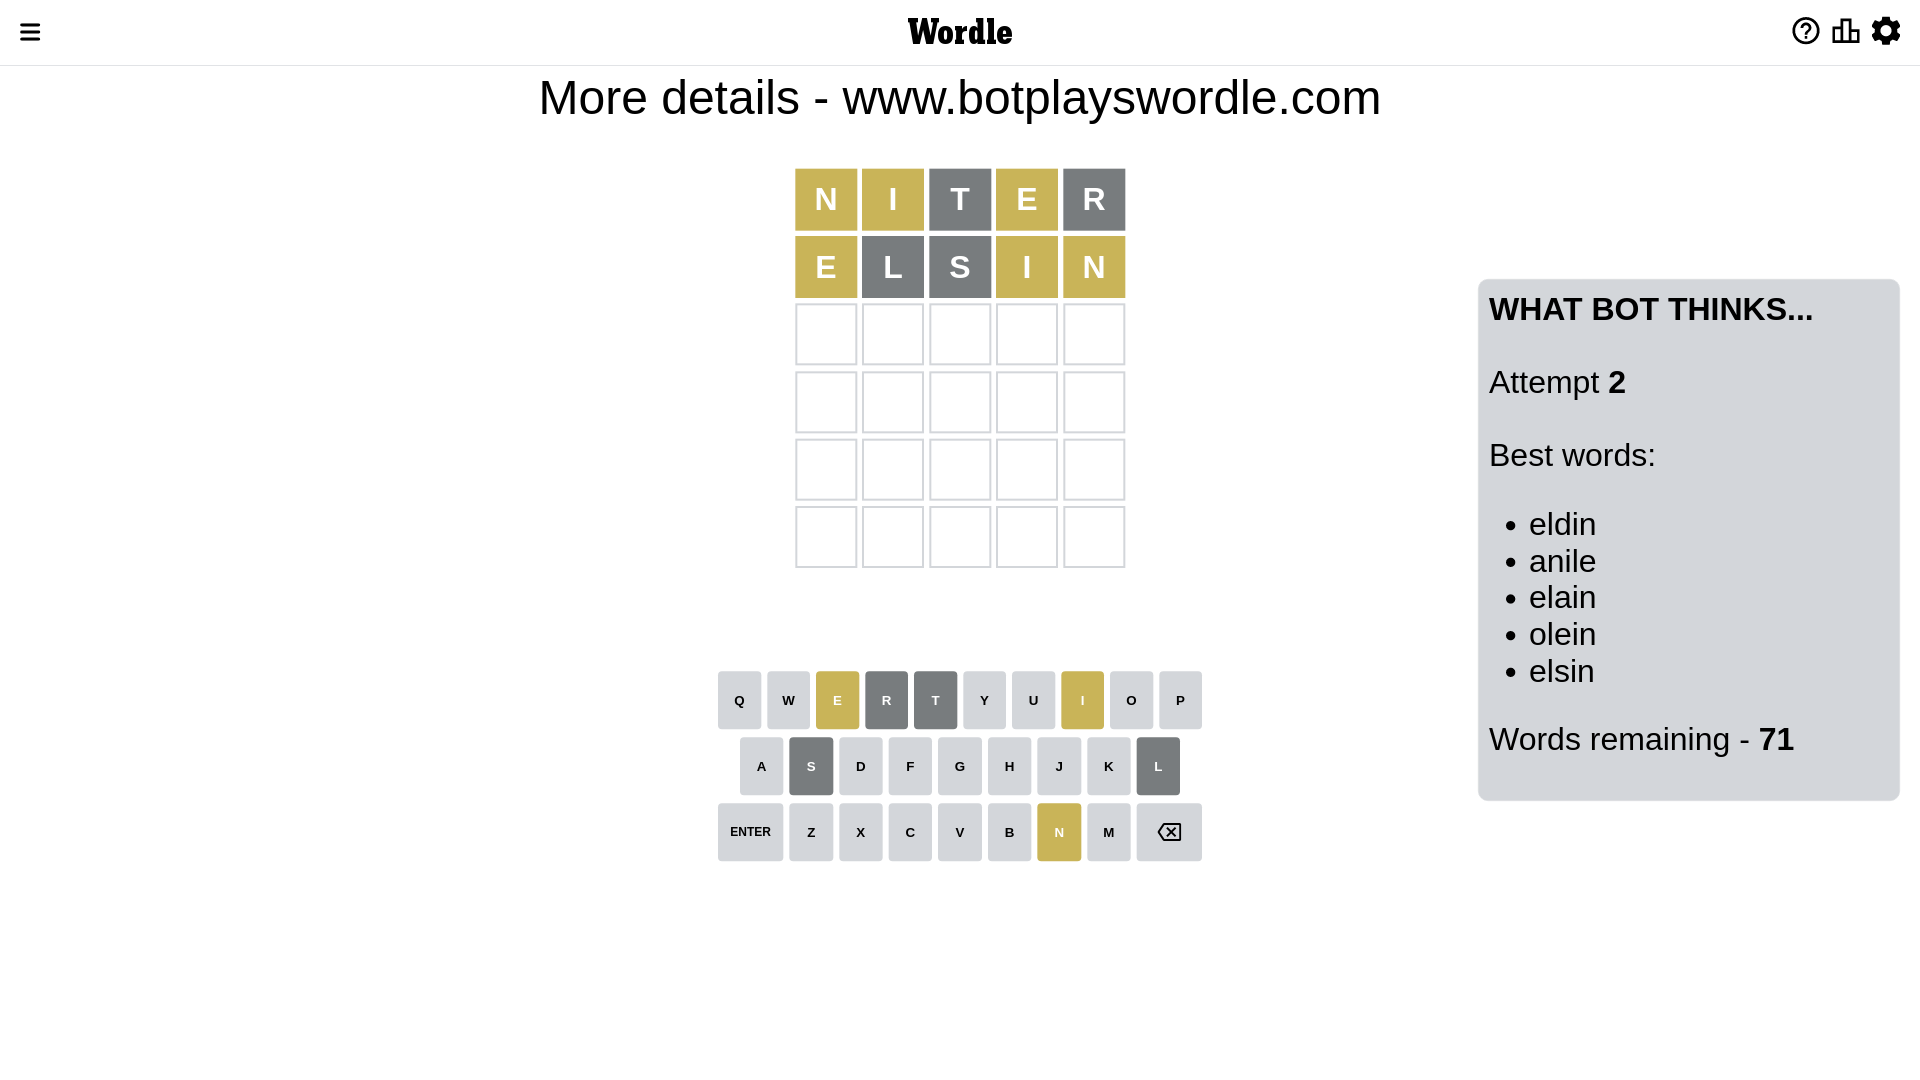 Wordle
More details - www.botplayswordle.com
N I T E R
E L S I N
WHAT BOT THINKS...
Attempt 2
Best words:
• eldin
• anile
• elain
• olein
• elsin
Words remaining - 71
Q W E R T Y U I O P
A S D F G H J K L
ENTER Z X C V B N M